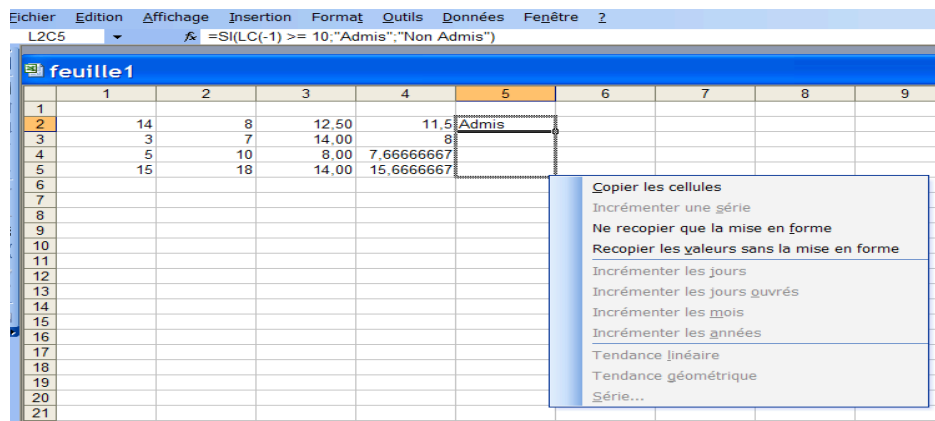 Fichier Edition Affichage Insertion Format Outils Données Fenêtre ?
L2C5 fx =SI(LC(-1) >= 10;"Admis";"Non Admis")
feuille1
1 2 3 4 5 6 7 8 9
1
2 14 8 12,50 11,5 Admis
3 3 7 14,00 8
4 5 10 8,00 7,66666667
5 15 18 14,00 15,6666667
6
7
8
9
10
11
12
13
14
15
16
17
18
19
20
21
Copier les cellules
Incrémenter une série
Ne recopier que la mise en forme
Recopier les valeurs sans la mise en forme
Incrémenter les jours
Incrémenter les jours ouvrés
Incrémenter les mois
Incrémenter les années
Tendance linéaire
Tendance géométrique
Série...